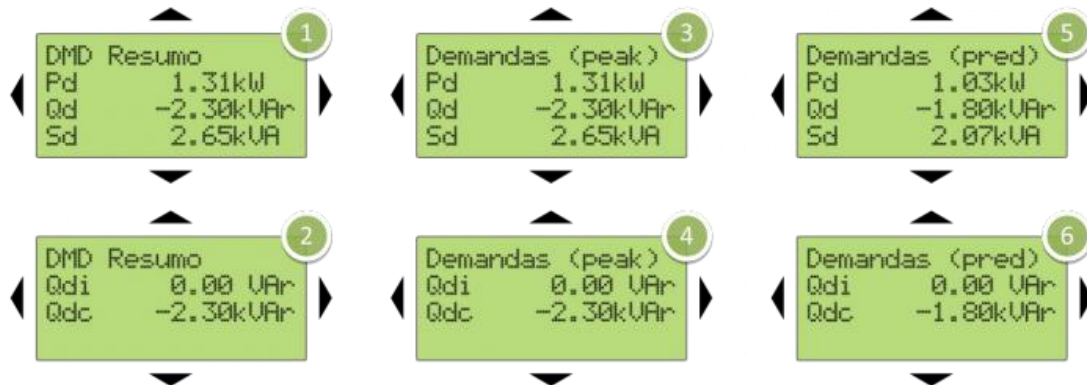 1
DMD Resumo
Pd 1.31kW
Qd -2.30kVAr
Sd 2.65kVA
3
Demandas (peak)
Pd 1.31kW
Qd -2.30kVAr
Sd 2.65kVA
5
Demandas (pred)
Pd 1.03kW
Qd -1.80kVAr
Sd 2.07kVA
2
DMD Resumo
Qdi 0.00 VAr
Qdc -2.30kVAr
4
Demandas (peak)
Qdi 0.00 VAr
Qdc -2.30kVAr
6
Demandas (pred)
Qdi 0.00 VAr
Qdc -1.80kVAr